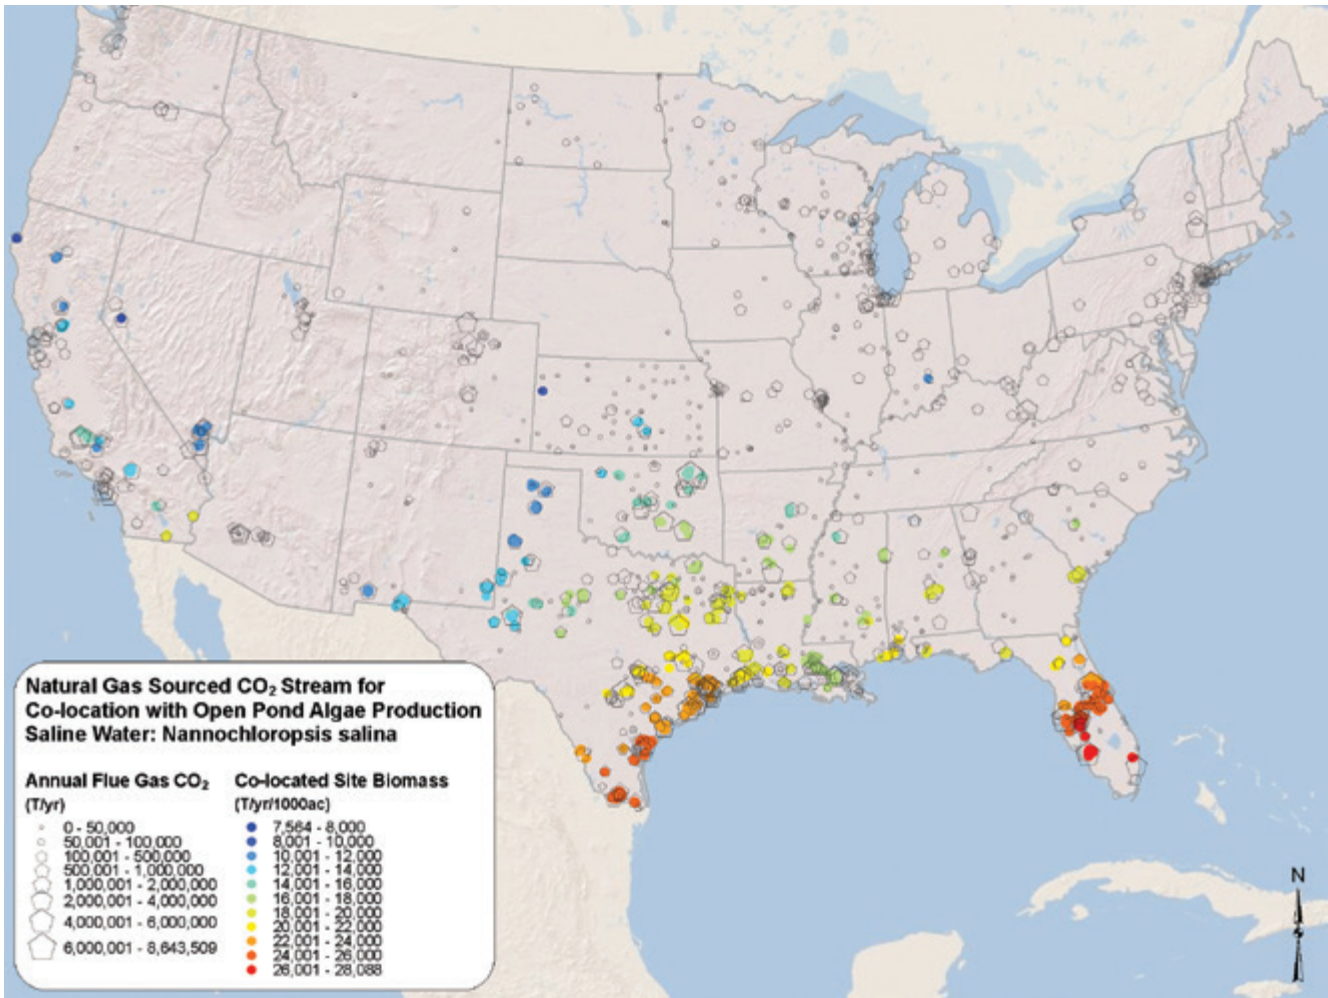 Natural Gas Sourced CO₂ Stream for
Co-location with Open Pond Algae Production
Saline Water: Nannochloropsis salina
Annual Flue Gas CO₂
(T/yr)
0 - 50,000
50,001 - 100,000
100,001 - 500,000
500,001 - 1,000,000
1,000,001 - 2,000,000
2,000,001 - 4,000,000
4,000,001 - 6,000,000
6,000,001 - 8,643,509
Co-located Site Biomass
(T/yr/1000ac)
7,564 - 8,000
8,001 - 10,000
10,001 - 12,000
12,001 - 14,000
14,001 - 16,000
16,001 - 18,000
18,001 - 20,000
20,001 - 22,000
22,001 - 24,000
24,001 - 26,000
26,001 - 28,088
N